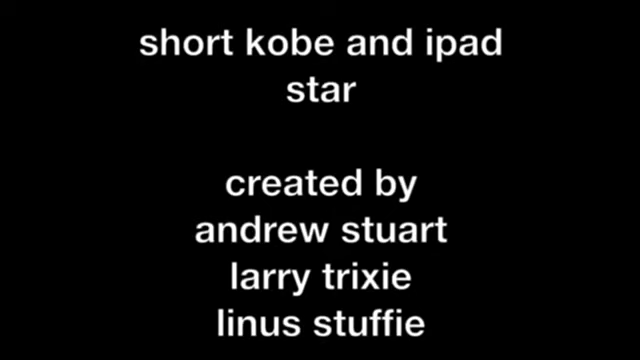 short kobe and ipad
star
created by
andrew stuart
larry trixie
linus stuffie